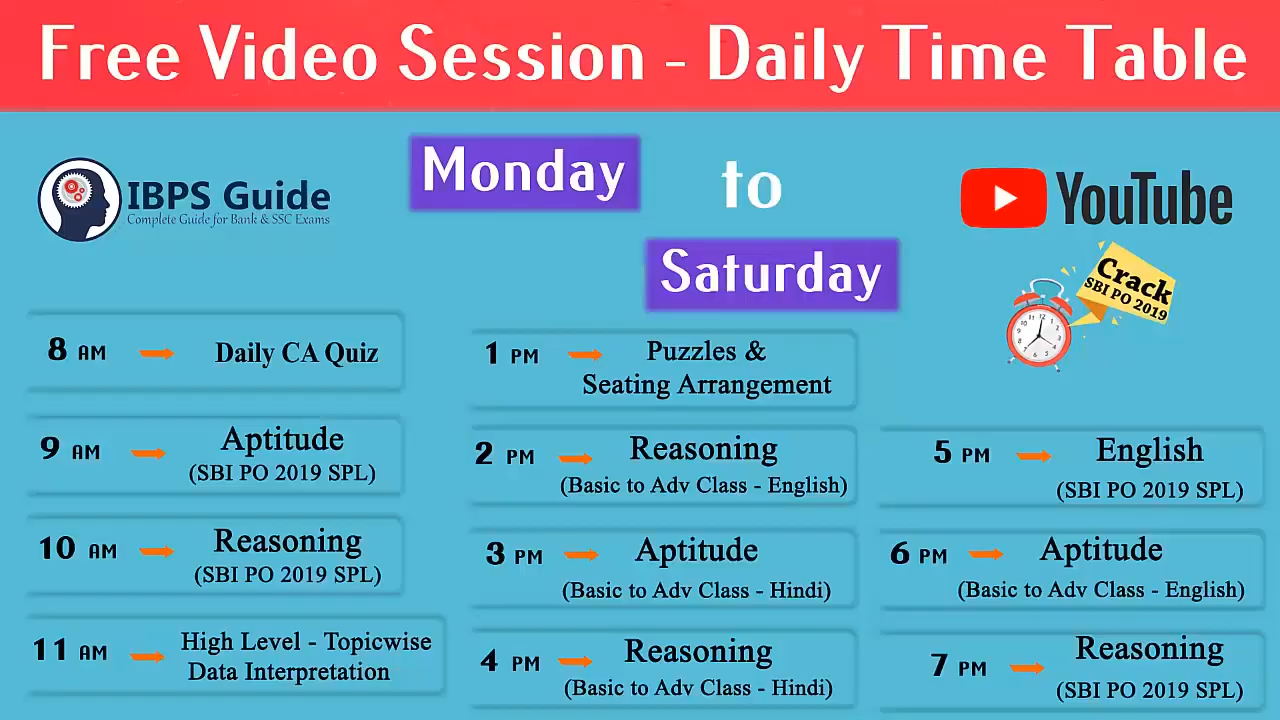 Free Video Session - Daily Time Table
IBPS Guide
Complete Guide for Bank & SSC Exams
Monday to
Saturday
YouTube
Crack
SBI PO 2019
8 AM Daily CA Quiz
9 AM Aptitude
(SBI PO 2019 SPL)
10 AM Reasoning
(SBI PO 2019 SPL)
11 AM High Level - Topicwise
Data Interpretation
1 PM Puzzles &
Seating Arrangement
2 PM Reasoning
(Basic to Adv Class - English)
3 PM Aptitude
(Basic to Adv Class - Hindi)
4 PM Reasoning
(Basic to Adv Class - Hindi)
5 PM English
(SBI PO 2019 SPL)
6 PM Aptitude
(Basic to Adv Class - English)
7 PM Reasoning
(SBI PO 2019 SPL)